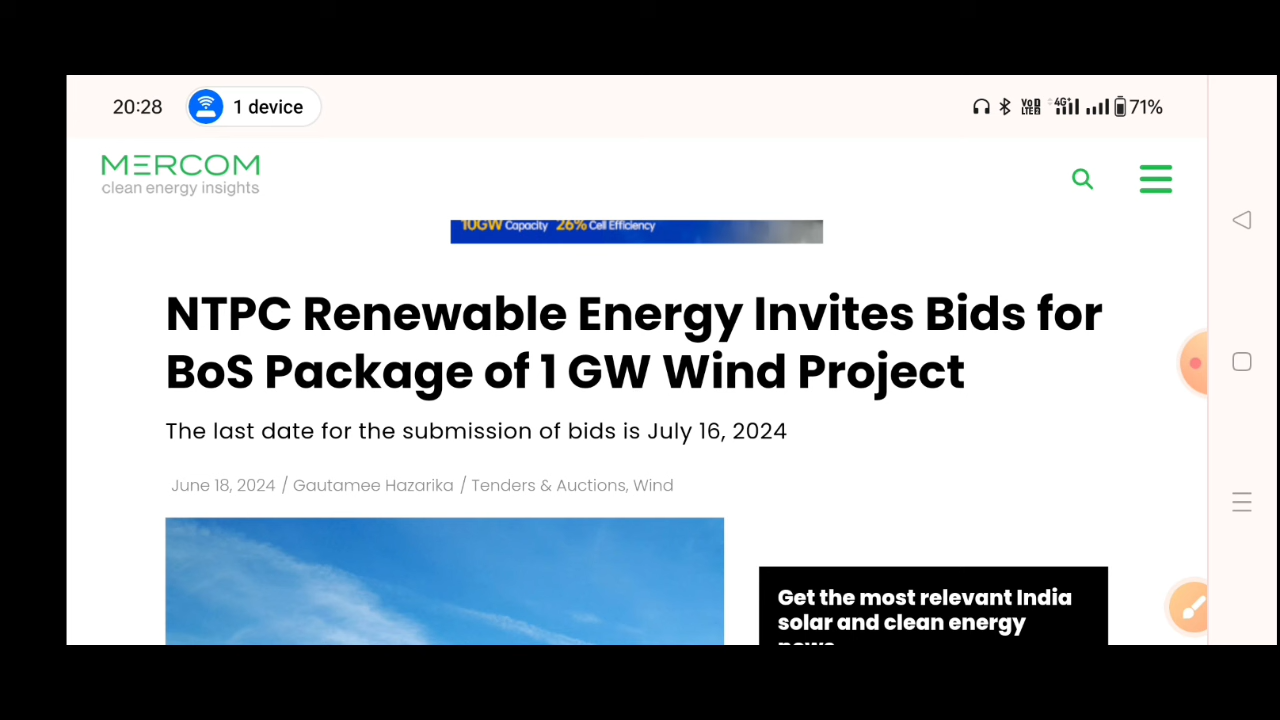 20:28 1 device 71%
MERCOM
clean energy insights
10GW Capacity 26% Cell Efficiency
NTPC Renewable Energy Invites Bids for
BoS Package of 1 GW Wind Project
The last date for the submission of bids is July 16, 2024
June 18, 2024 / Gautamee Hazarika / Tenders & Auctions, Wind
Get the most relevant India
solar and clean energy
news